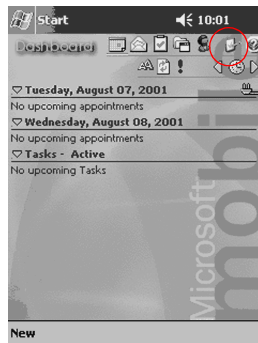 Start 10:01
Dashboard
Tuesday, August 07, 2001
No upcoming appointments
Wednesday, August 08, 2001
No upcoming appointments
Tasks - Active
No upcoming Tasks
Microsoft
mobil
New